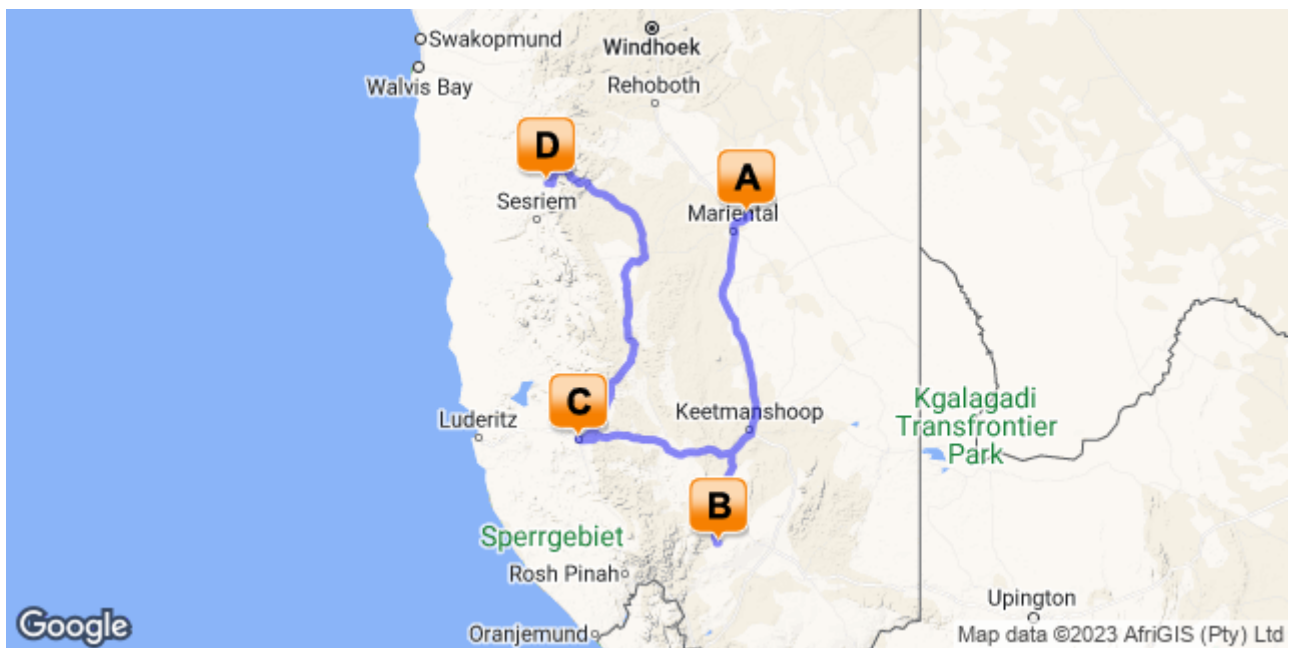 Swakopmund
Windhoek
Walvis Bay
Rehoboth
D
A
Sesriem
Mariental
C
Kgalagadi
Transfrontier
Park
Luderitz
Keetmanshoop
B
Sperrgebiet
Rosh Pinah
Upington
Oranjemund
Google
Map data ©2023 AfriGIS (Pty) Ltd